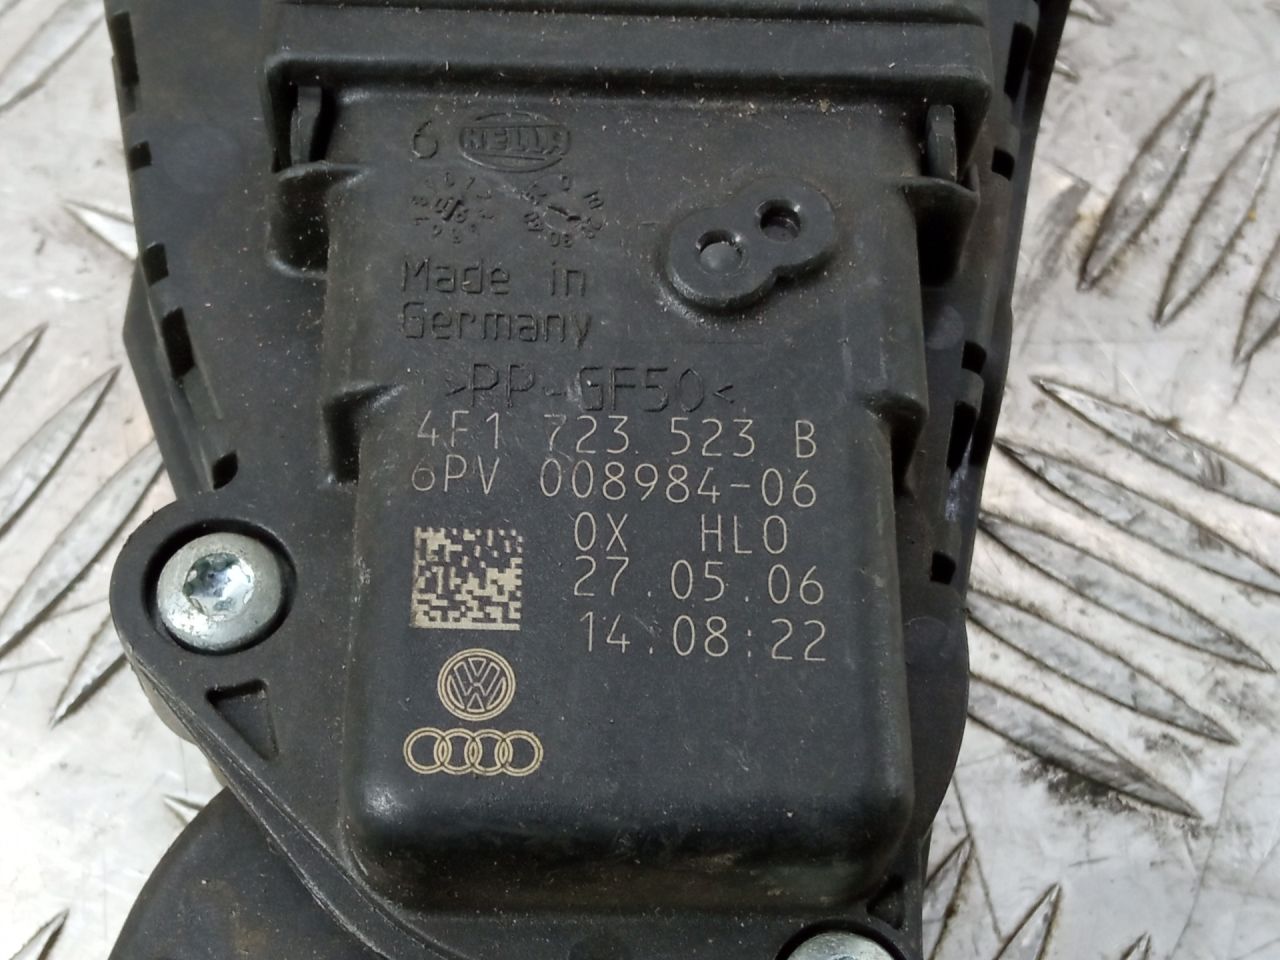 6 HELLA
Made in
Germany
>PP-GF50<
4F1 723 523 B
6PV 008984-06
0X HL0
27.05.06
14:08:22